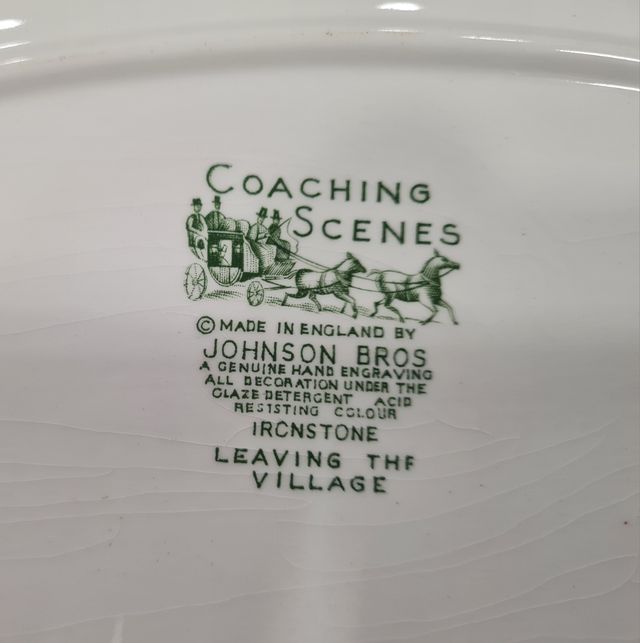 COACHING
SCENES
© MADE IN ENGLAND BY
JOHNSON BROS
A GENUINE HAND ENGRAVING
ALL DECORATION UNDER THE
GLAZE DETERGENT ACID
RESISTING COLOUR
IRONSTONE
LEAVING THE
VILLAGE